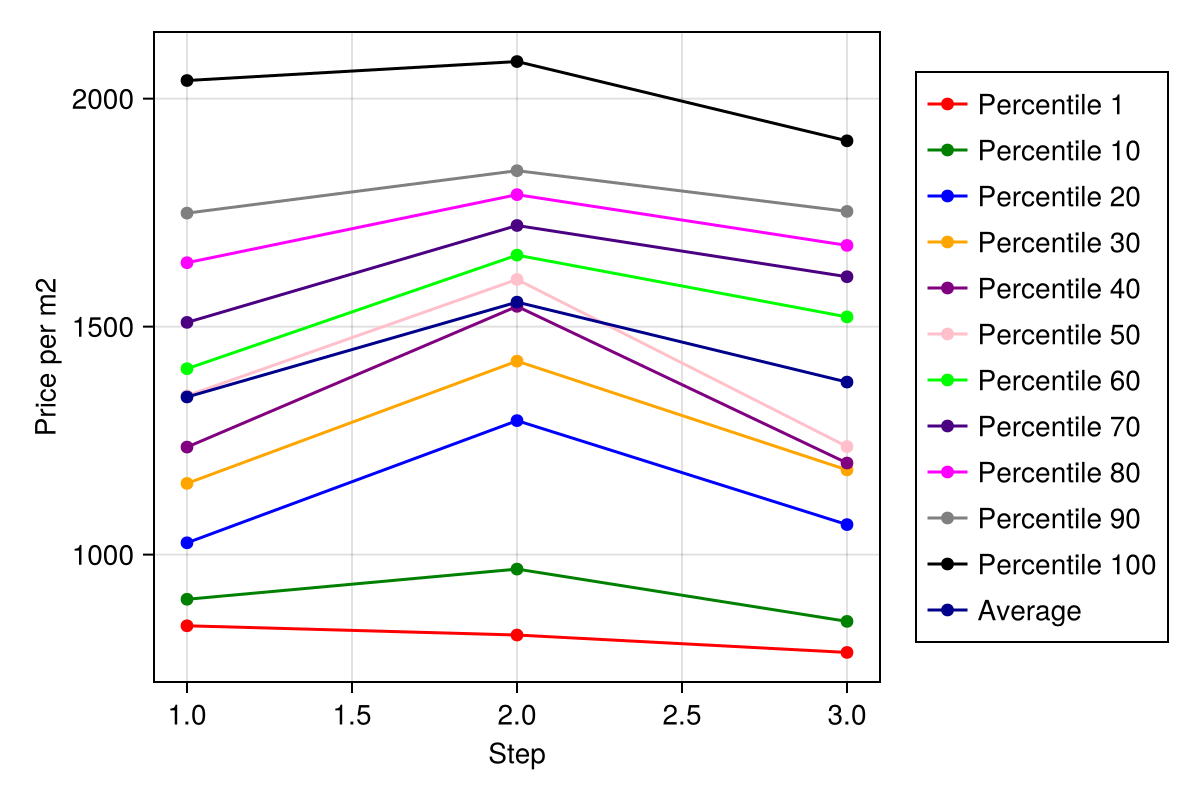 Price per m2
2000
1500
1000
1.0 1.5 2.0 2.5 3.0
Step
Percentile 1
Percentile 10
Percentile 20
Percentile 30
Percentile 40
Percentile 50
Percentile 60
Percentile 70
Percentile 80
Percentile 90
Percentile 100
Average